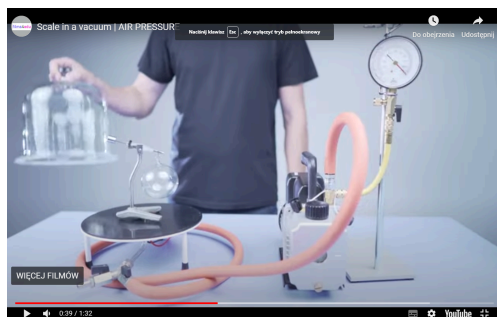 Scale in a vacuum | AIR PRESSURE
Naciśnij klawisz Esc , aby wyłączyć tryb pełnoekranowy
Do obejrzenia Udostępnij
WIĘCEJ FILMÓW
0:39 / 1:32
YouTube